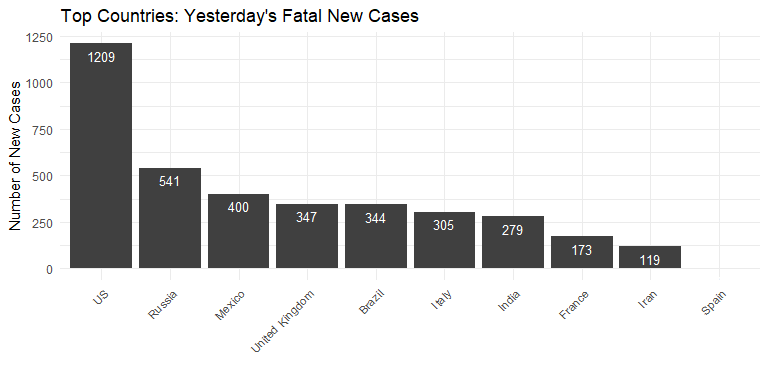 Top Countries: Yesterday's Fatal New Cases
Number of New Cases
1250
1000
750
500
250
0
1209
541
400
347
344
305
279
173
119
US
Russia
Mexico
United Kingdom
Brazil
Italy
India
France
Iran
Spain